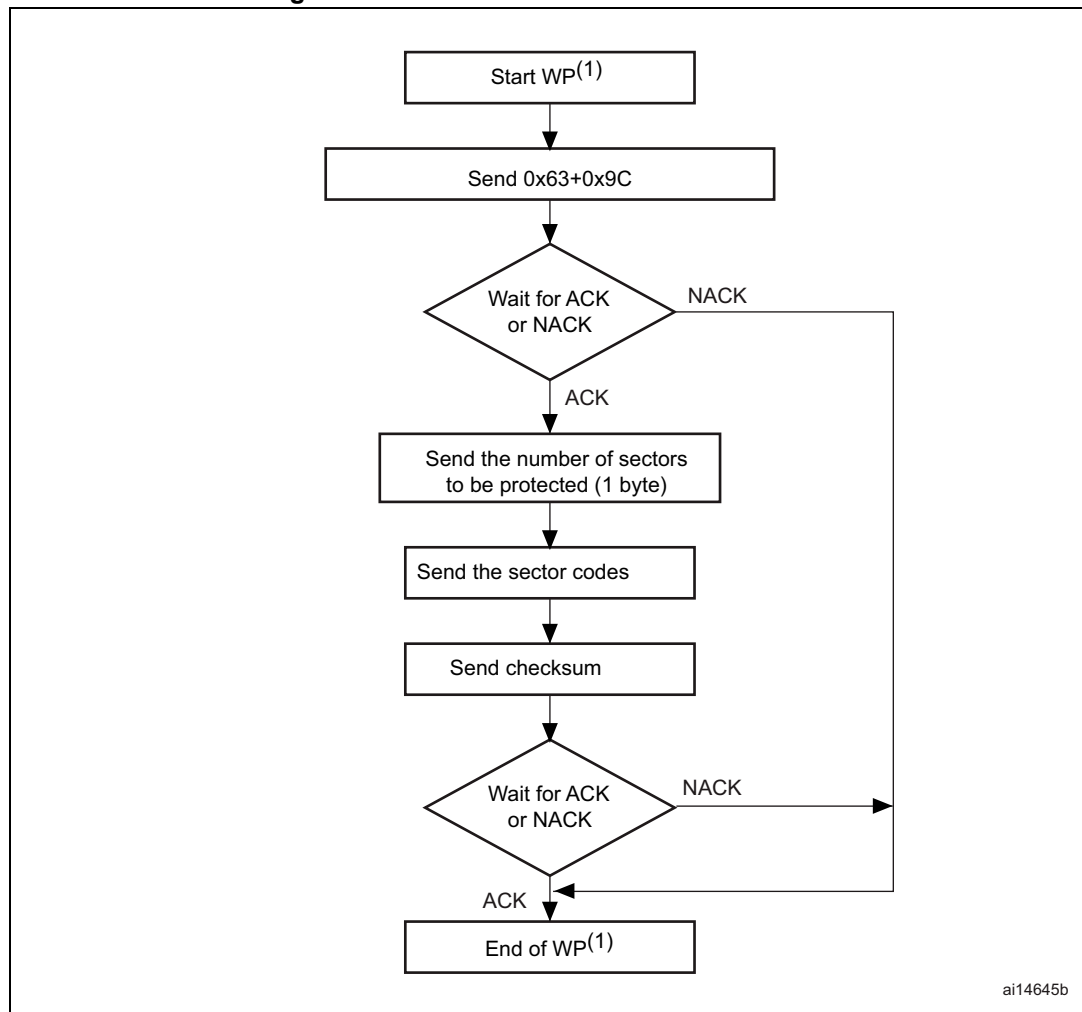 Start WP(1)
Send 0x63+0x9C
Wait for ACK
or NACK
NACK
ACK
Send the number of sectors
to be protected (1 byte)
Send the sector codes
Send checksum
Wait for ACK
or NACK
NACK
ACK
End of WP(1)
ai14645b